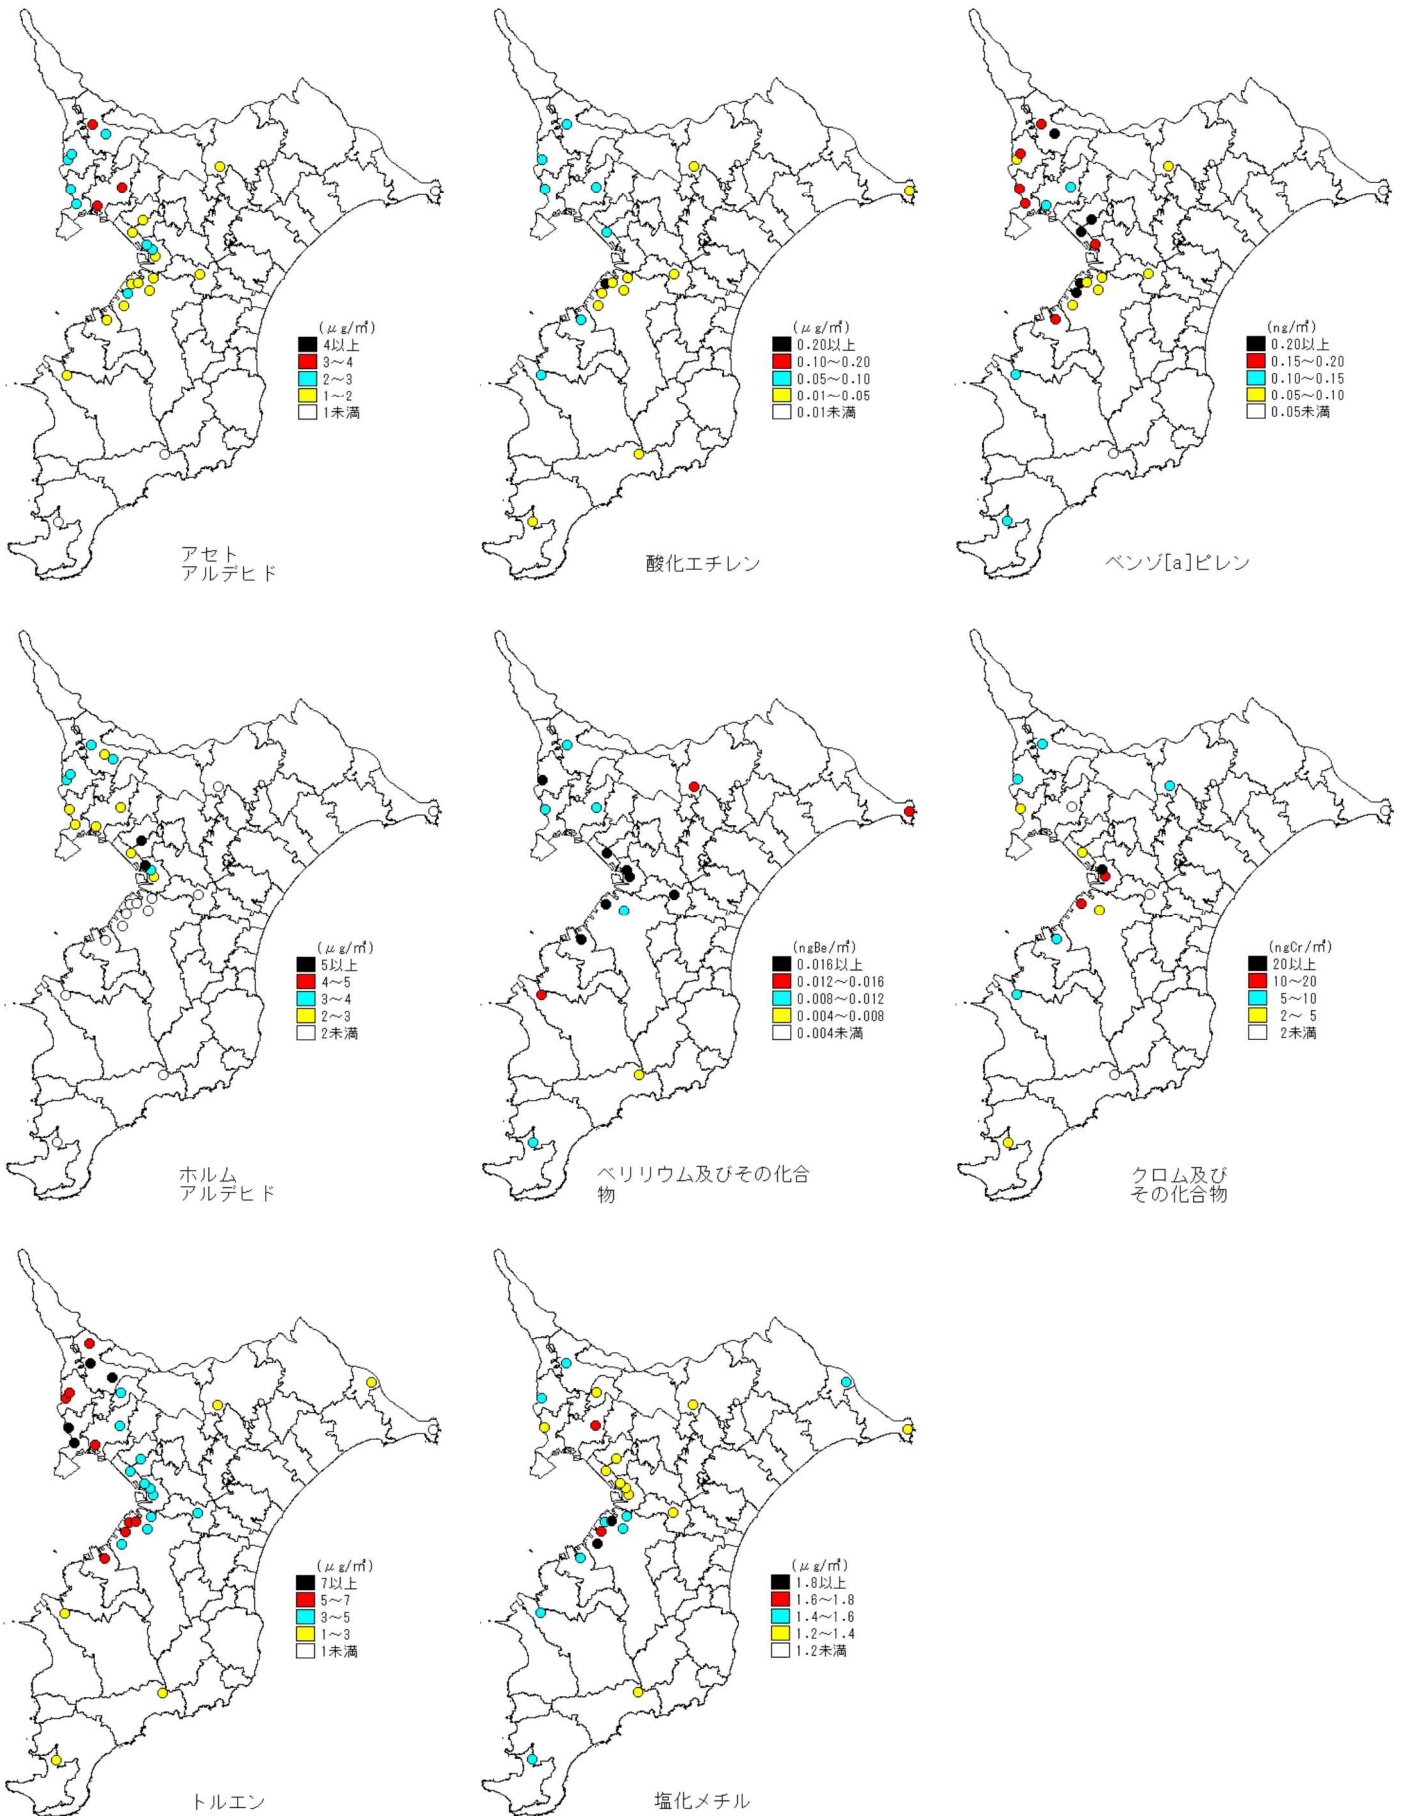 (μg/㎥)
4以上
3～4
2～3
1～2
1未満
アセト
アルデヒド
(μg/㎥)
0.20以上
0.10～0.20
0.05～0.10
0.01～0.05
0.01未満
酸化エチレン
(ng/㎥)
0.20以上
0.15～0.20
0.10～0.15
0.05～0.10
0.05未満
ベンゾ[a]ピレン
(μg/㎥)
5以上
4～5
3～4
2～3
2未満
ホルム
アルデヒド
(ngBe/㎥)
0.016以上
0.012～0.016
0.008～0.012
0.004～0.008
0.004未満
ベリリウム及びその化合
物
(ngCr/㎥)
20以上
10～20
5～10
2～ 5
2未満
クロム及び
その化合物
(μg/㎥)
7以上
5～7
3～5
1～3
1未満
トルエン
(μg/㎥)
1.8以上
1.6～1.8
1.4～1.6
1.2～1.4
1.2未満
塩化メチル